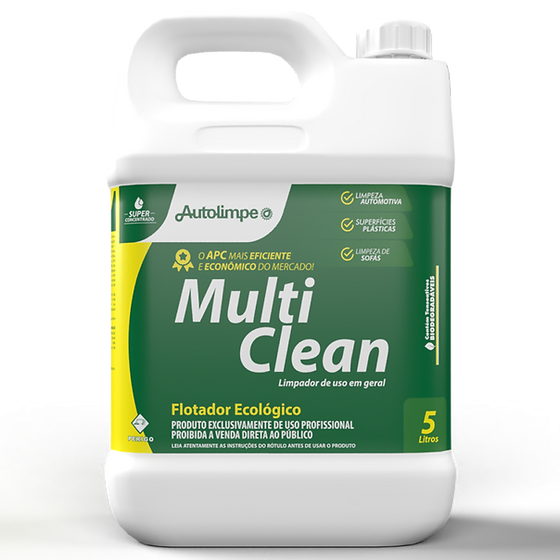 SUPER
CONCENTRADO
Autolimpe
LIMPEZA
AUTOMOTIVA
SUPERFÍCIES
PLÁSTICAS
LIMPEZA DE
SOFÁS
O APC MAIS EFICIENTE
E ECONÔMICO DO MERCADO!
Multi
Clean
Limpador de uso em geral
Contém Tensoativos
BIODEGRADÁVEIS
Flotador Ecológico
PRODUTO EXCLUSIVAMENTE DE USO PROFISSIONAL
PROIBIDA A VENDA DIRETA AO PÚBLICO
LEIA ATENTAMENTE AS INSTRUÇÕES DO RÓTULO ANTES DE USAR O PRODUTO
PERIGO
5
Litros